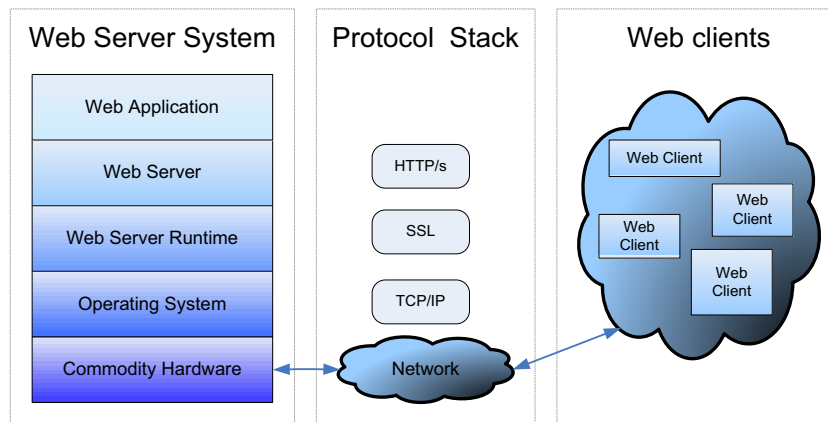 Web Server System
Web Application
Web Server
Web Server Runtime
Operating System
Commodity Hardware
Protocol Stack
HTTP/s
SSL
TCP/IP
Network
Web clients
Web Client
Web
Client
Web
Client
Web
Client